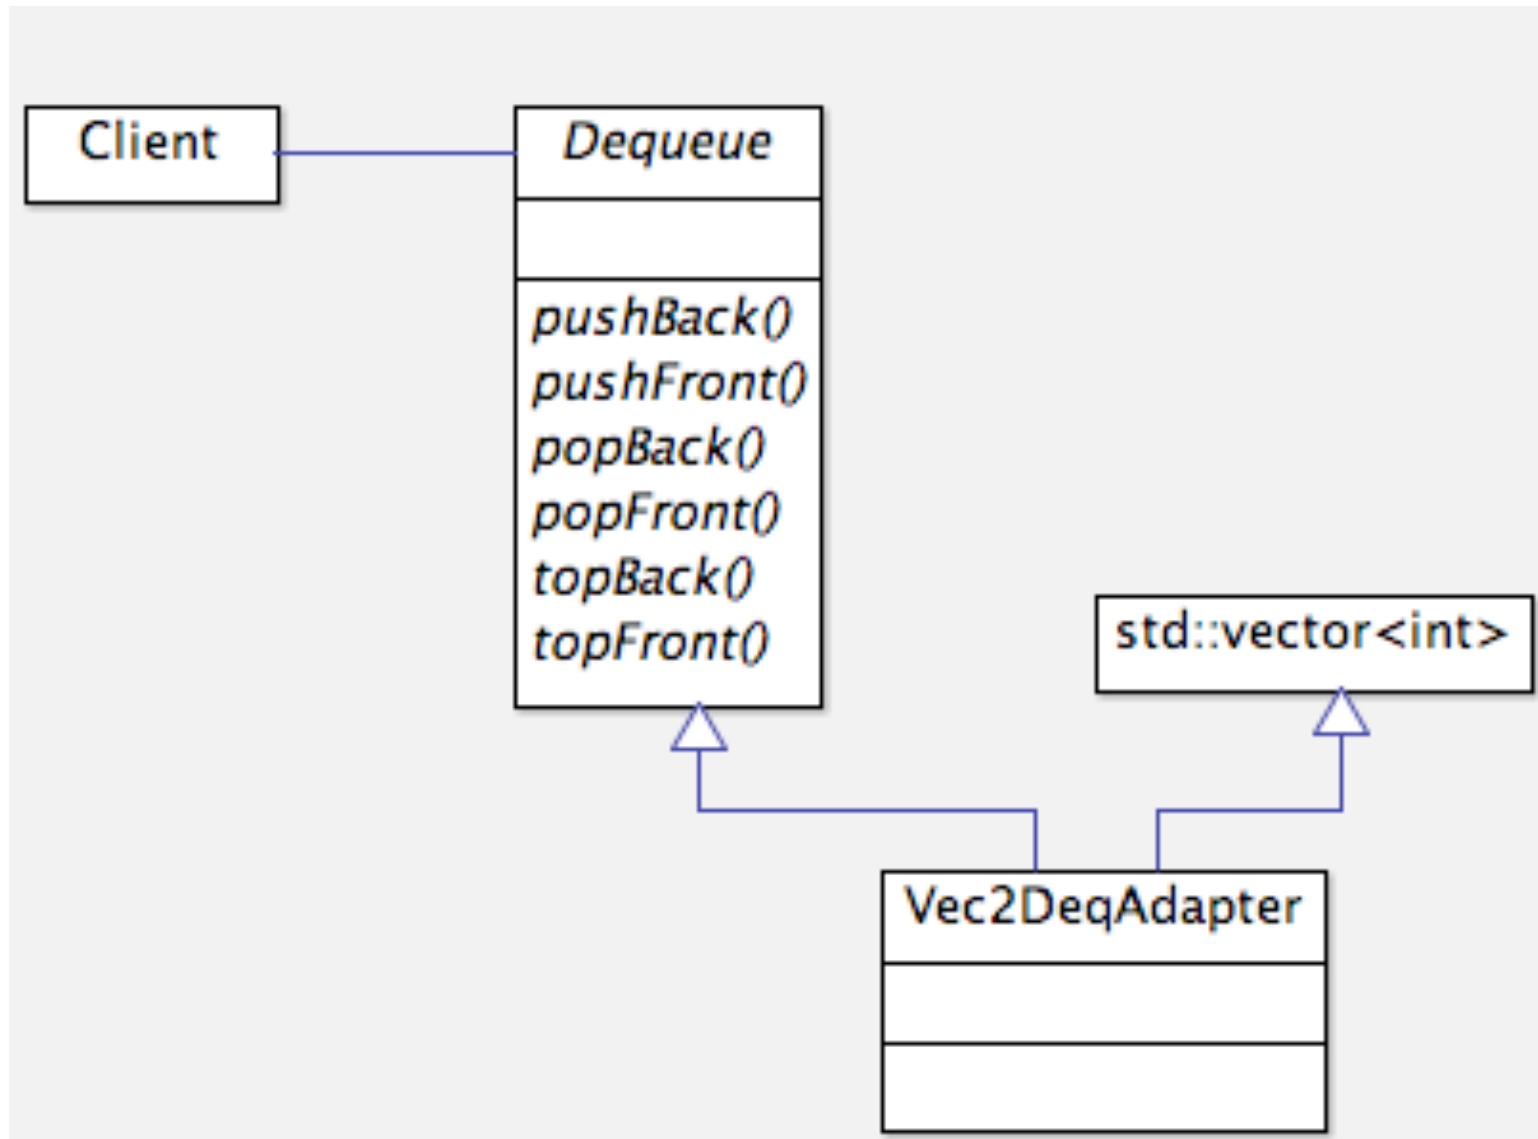 Client
Dequeue
pushBack()
pushFront()
popBack()
popFront()
topBack()
topFront()
std::vector<int>
Vec2DeqAdapter